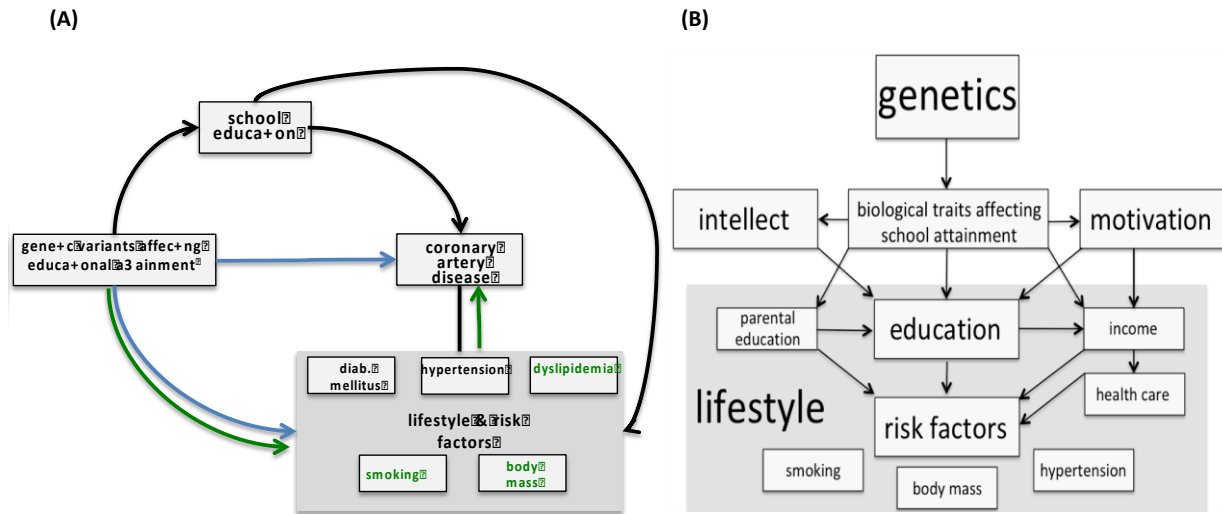 (A)
school⍰
educa+on⍰
gene+c⍰variants⍰affec+ng⍰
educa+onal⍰a3ainment⍰
coronary⍰
artery⍰
disease⍰
diab.⍰
mellitus⍰
hypertension⍰
dyslipidemia⍰
lifestyle⍰&⍰risk⍰
factors⍰
smoking⍰
body⍰
mass⍰
(B)
genetics
intellect
biological traits affecting
school attainment
motivation
parental
education
education
income
health care
lifestyle
risk factors
smoking
body mass
hypertension